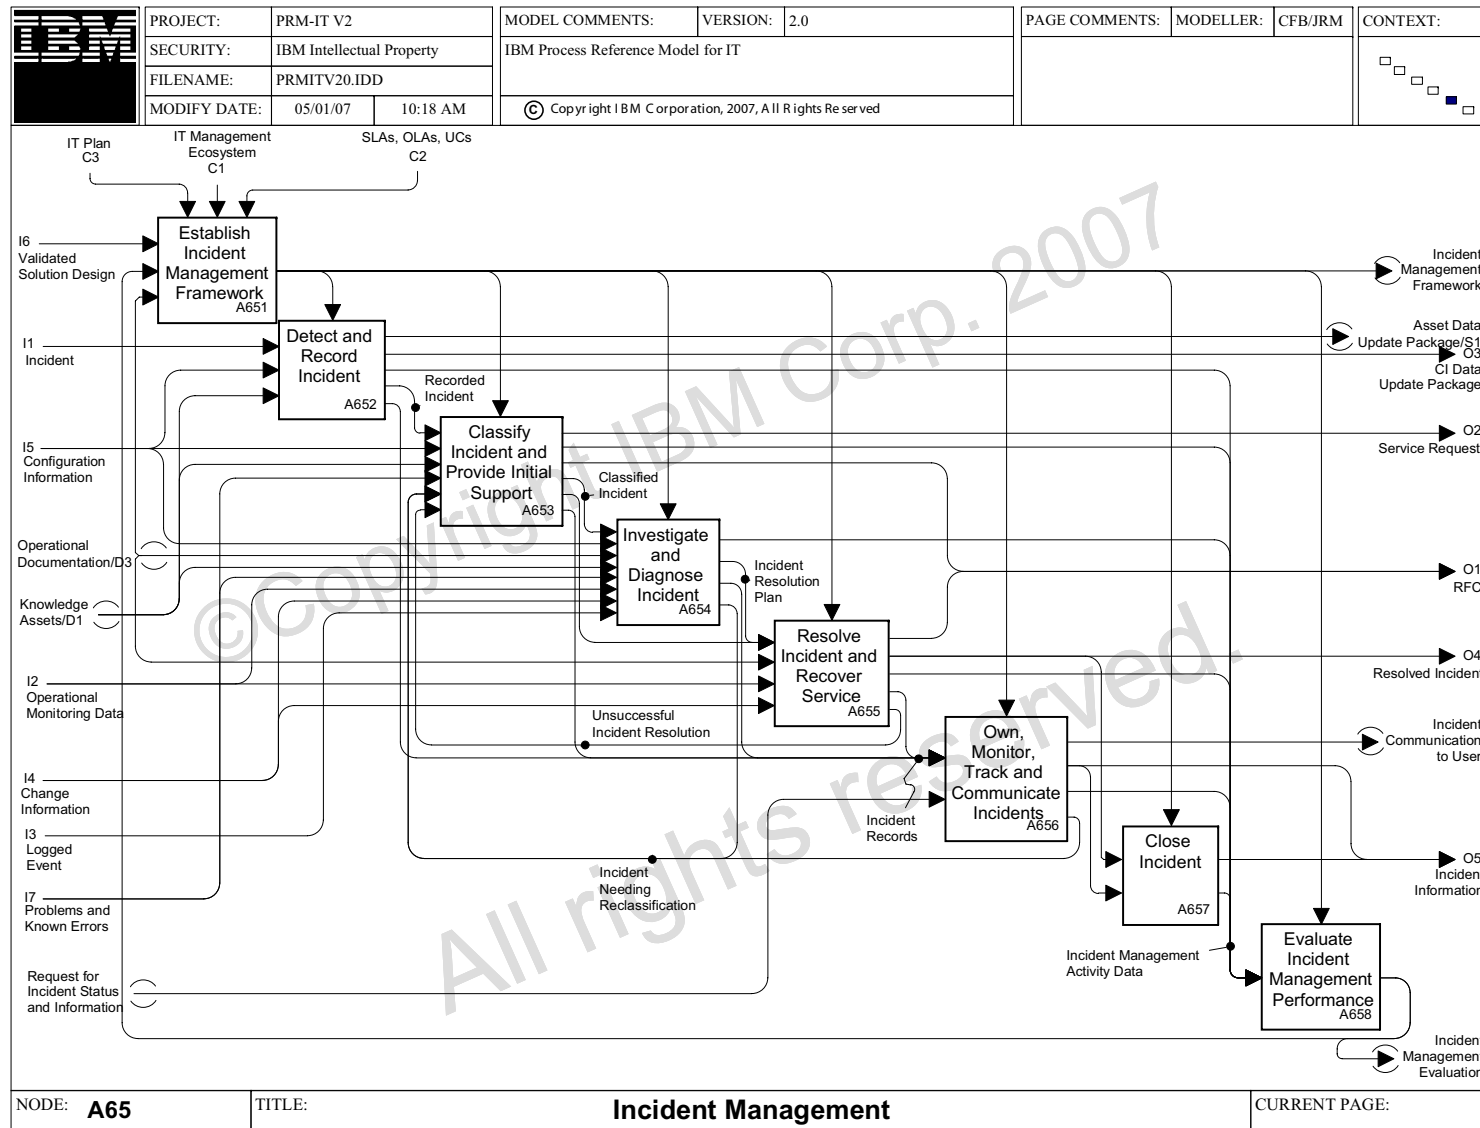 IBM
PROJECT: PRM-IT V2
SECURITY: IBM Intellectual Property
FILENAME: PRMITV20.IDD
MODIFY DATE: 05/01/07 10:18 AM
MODEL COMMENTS: VERSION: 2.0
IBM Process Reference Model for IT
© Copyright IBM Corporation, 2007, All Rights Reserved
PAGE COMMENTS: MODELLER: CFB/JRM
CONTEXT:
IT Plan
C3
IT Management
Ecosystem
C1
SLAs, OLAs, UCs
C2
I6
Validated
Solution Design
Establish
Incident
Management
Framework
A651
Incident
Management
Framework
I1
Incident
Detect and
Record
Incident
A652
Asset Data
Update Package/S1
O3
CI Data
Update Package
Recorded
Incident
I5
Configuration
Information
Classify
Incident and
Provide Initial
Support
A653
O2
Service Request
Classified
Incident
Operational
Documentation/D3
Investigate
and
Diagnose
Incident
A654
Incident
Resolution
Plan
O1
RFC
Knowledge
Assets/D1
Resolve
Incident and
Recover
Service
A655
O4
Resolved Incident
I2
Operational
Monitoring Data
Unsuccessful
Incident Resolution
Own,
Monitor,
Track and
Communicate
Incidents
A656
Incident
Communication
to User
I4
Change
Information
Incident
Records
I3
Logged
Event
Close
Incident
A657
O5
Inciden
Information
Incident
Needing
Reclassification
I7
Problems and
Known Errors
Incident Management
Activity Data
Evaluate
Incident
Management
Performance
A658
Request for
Incident Status
and Information
Inciden
Managemen
Evaluation
©Copyright IBM Corp. 2007
All rights reserved.
NODE: A65 TITLE: Incident Management CURRENT PAGE: